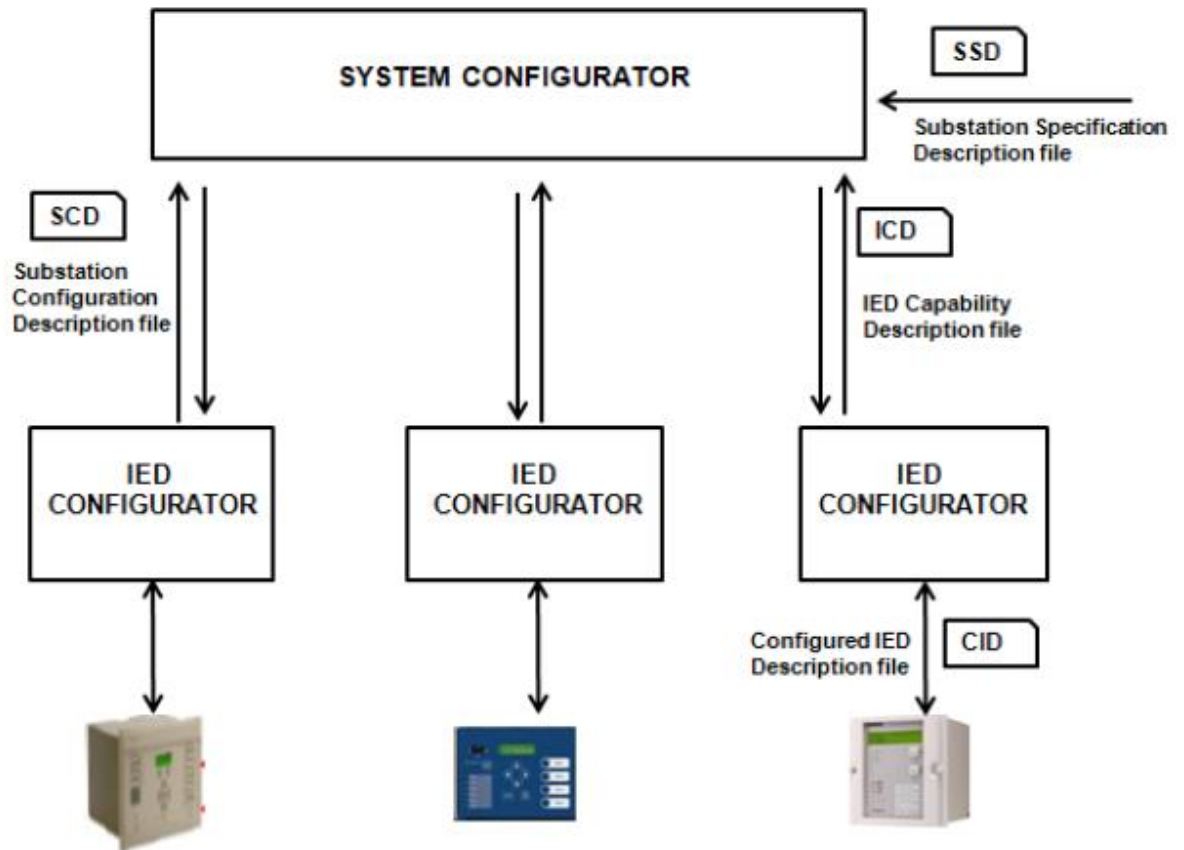 SYSTEM CONFIGURATOR
SSD
Substation Specification
Description file
SCD
Substation
Configuration
Description file
ICD
IED Capability
Description file
IED
CONFIGURATOR
IED
CONFIGURATOR
IED
CONFIGURATOR
Configured IED
Description file
CID